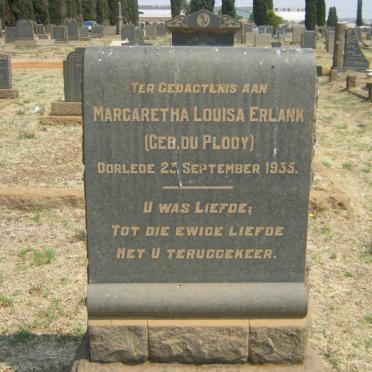 TER GEDACTENIS AAN
MARGARETHA LOUISA ERLANK
(GEB. DU PLOOY)
OORLEDE 23 SEPTEMBER 1935.
U WAS LIEFDE;
TOT DIE EWIGE LIEFDE
HET U TERUGGEKEER.